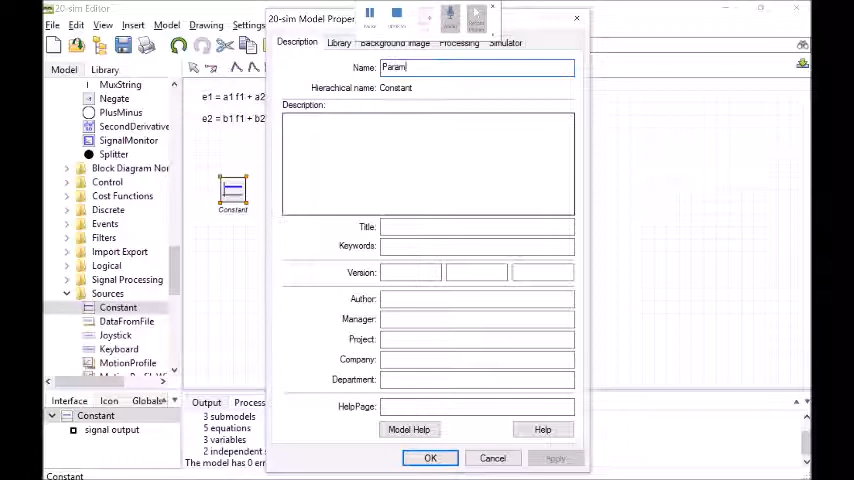 20-sim Editor
20-sim Model Proper
File Edit View Insert Model Drawing Settings
Description Library Background Image Processing Simulator
Name: Param
Hierachical name: Constant
Description:
Model Library
MuxString
Negate
PlusMinus
SecondDerivative
SignalMonitor
Splitter
Block Diagram Nor
Control
Cost Functions
Discrete
Events
Filters
Import Export
Logical
Signal Processing
Sources
Constant
DataFromFile
Joystick
Keyboard
MotionProfile
e1 = a1 f1 + a2
e2 = b1 f1 + b2
Constant
Title:
Keywords:
Version:
Author:
Manager:
Project:
Company:
Department:
HelpPage:
Model Help Help
OK Cancel Apply
Interface Icon Globals
Constant
signal output
Output Proces
3 submodels
5 equations
3 variables
2 independent s
The model has 0 err
Constant